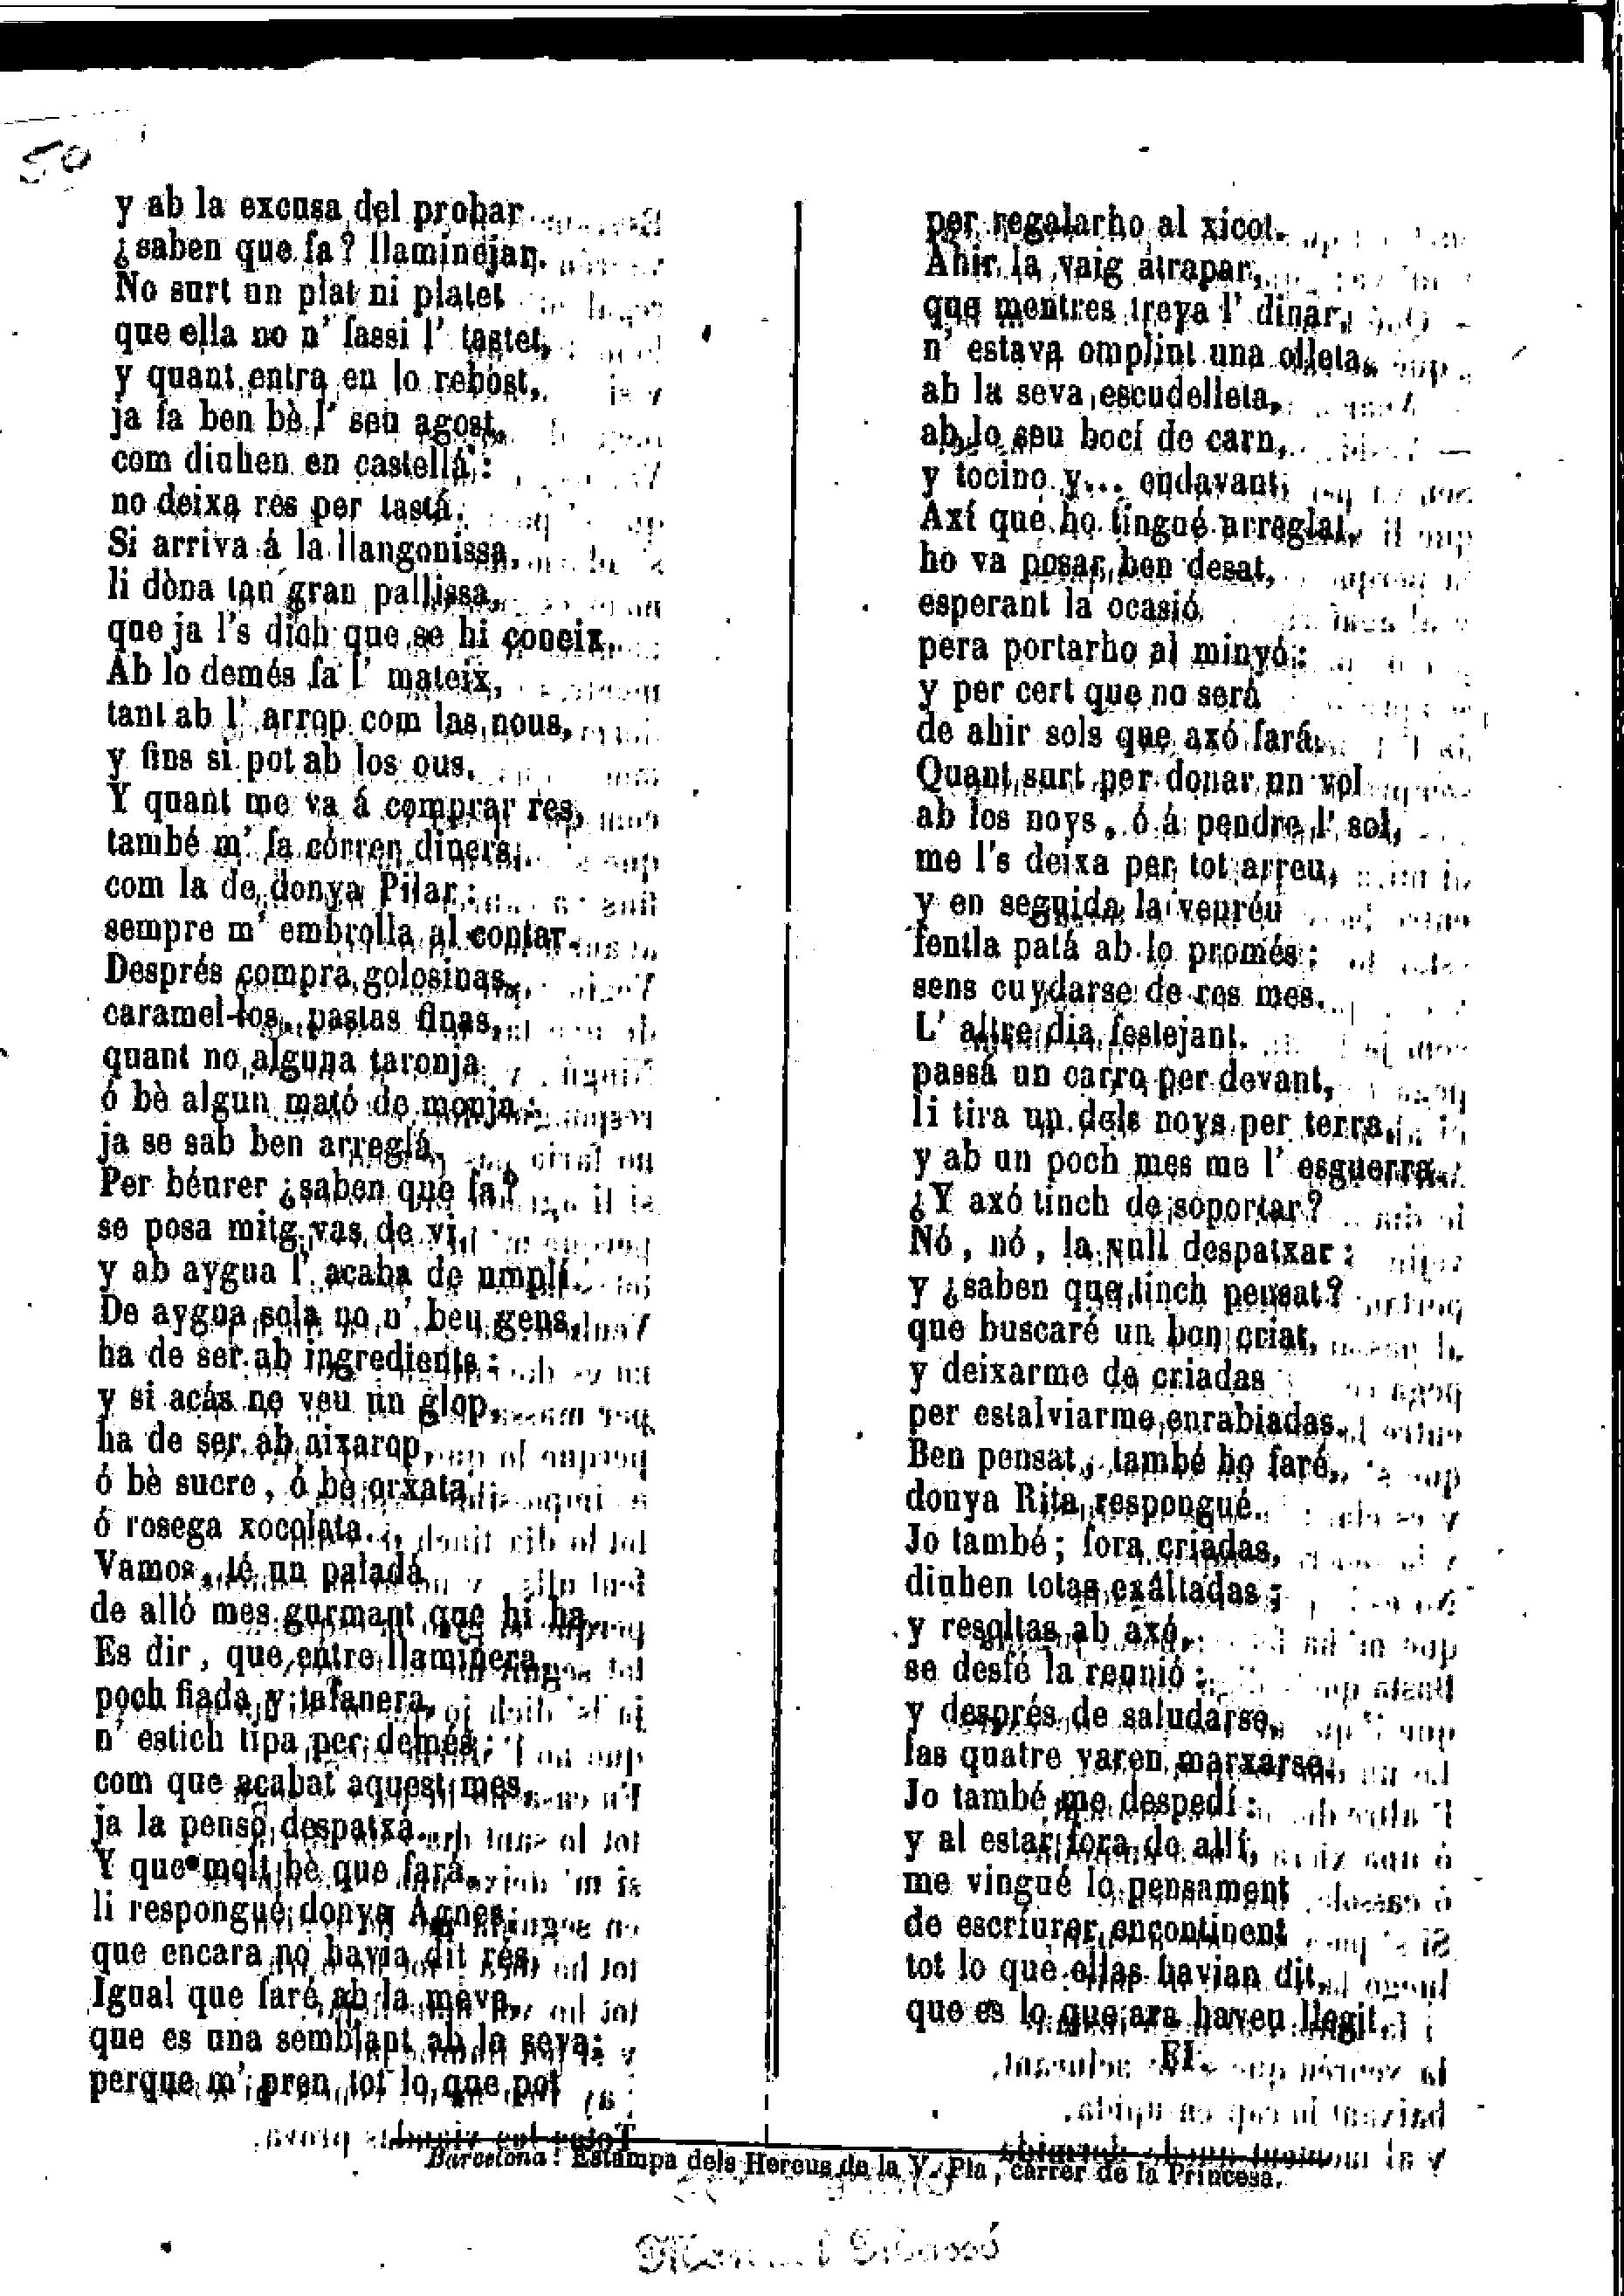 50
y ab la excusa del probar
¿saben que fa? llaminejar.
No surt un plat ni platet
que ella no n' fassi l' tastet,
y quant entra en lo rebost,
ja fa ben bè l' seu agost,
com diuhen en castellá:
no deixa res per tastá.
Si arriva á la llangonissa,
li dòna tan gran pallissa,
que ja l's dich que se hi coneix.
Ab lo demés fa l' mateix,
tant ab l' arrop com las nous,
y fins si pot ab los ous.
Y quant me va á comprar res,
també m' fa córrer diners,
com la de donya Pilar:
sempre m' embrolla al contar.
Després compra golosinas,
caramel-los, pastas finas,
quant no alguna taronja
ó bè algun mató de monja:
ja se sab ben arreglá.
Per béurer ¿saben que fa?
se posa mitg vas de vi,
y ab aygua l' acaba de umplí.
De aygua sola no n' beu gens,
ha de ser ab ingredients:
y si acás ne veu un glop,
ha de ser ab aixarop,
ó bè sucre, ó bè orxata,
ó rosega xocolata.
Vamos, té un paladá
de alló mes gurmant que hi ha.
Es dir, que entre llaminera,
poch fiada y tafanera,
n' estich tipa per demés;
com que acabat aquest mes,
ja la penso despatxá.
Y que molt bè que fará,
li respongué donya Agnes;
que encara no havia dit res,
Igual que faré ab la meva,
que es una semblant ab la seva;
perque m' pren tot lo que pot
per regalarho al xicot.
Ahir la vaig atrapar,
que mentres treya l' dinar,
n' estava omplint una olleta,
ab la seva escudelleta,
ab lo seu bocí de carn,
y tocino y... endavant;
Axí que ho tingué arreglat,
ho va posar ben desat,
esperant la ocasió
pera portarho al minyó:
y per cert que no será
de ahir sols que axó fará.
Quant surt per donar un vol
ab los noys, ó á pendre l' sol,
me l's deixa per tot arreu,
y en seguida la veuréu
fentla patá ab lo promés;
sens cuydarse de res mes.
L' altre dia festejant.
passá un carro per devant,
li tira un dels noys per terra,
y ab un poch mes me l' esguerra.
¿Y axó tinch de soportar?
Nó, nó, la vull despatxar:
y ¿saben que tinch pensat?
que buscaré un bon criat,
y deixarme de criadas
per estalviarme enrabiadas.
Ben pensat, també ho faré,
donya Rita respongué.
Jo també; fora criadas,
diuhen totas exáltadas;
y resoltas ab axó,
se desfé la reunió:
y després de saludarse,
las quatre varen marxarse.
Jo també me despedí:
y al estar fora de allí,
me vingué lo pensament
de escríurer encontinent
tot lo que ellas havian dit,
que es lo que ara haveu llegit.
FI.
Barcelona: Estampa dels Hereus de la V. Pla, carrer de la Princesa.